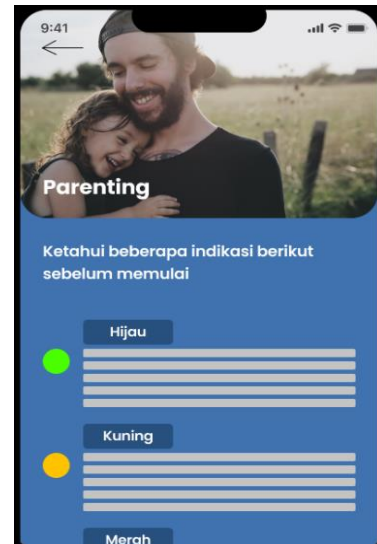 9:41
Parenting
Ketahui beberapa indikasi berikut
sebelum memulai
Hijau
Kuning
Merah